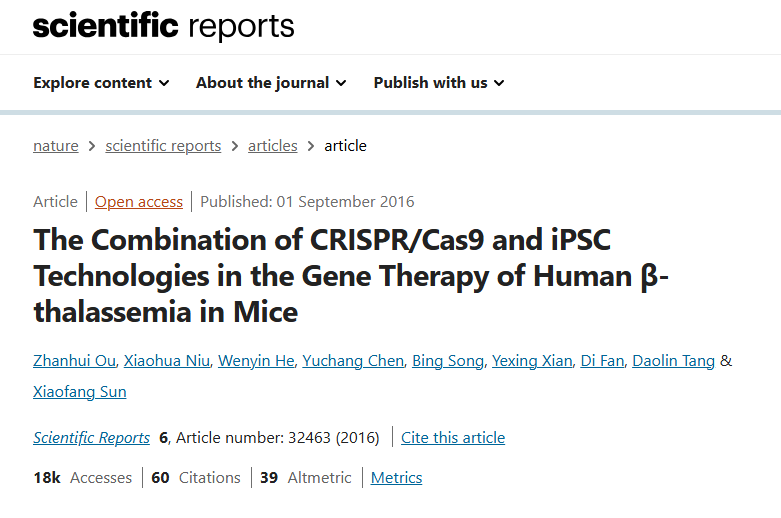 scientific reports
Explore content About the journal Publish with us
nature > scientific reports > articles > article
Article | Open access | Published: 01 September 2016
The Combination of CRISPR/Cas9 and iPSC
Technologies in the Gene Therapy of Human β-
thalassemia in Mice
Zhanhui Ou, Xiaohua Niu, Wenyin He, Yuchang Chen, Bing Song, Yexing Xian, Di Fan, Daolin Tang &
Xiaofang Sun
Scientific Reports 6, Article number: 32463 (2016) | Cite this article
18k Accesses | 60 Citations | 39 Altmetric | Metrics